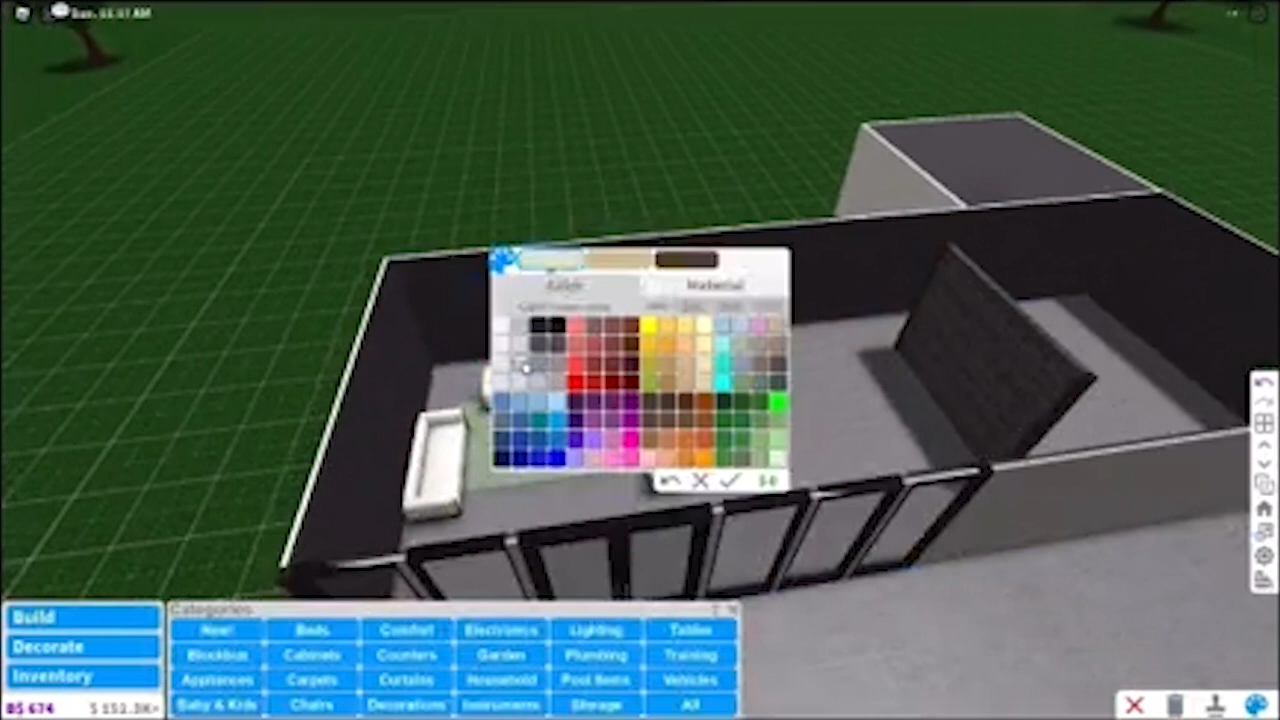 Material
Build
Decorate
Inventory
Categories
New! Beds Comfort Electronics Lighting Tables
Blockbux Cabinets Counters Garden Plumbing Training
Appliances Carpets Curtains Household Pool Items Vehicles
Baby & Kids Chairs Decorations Instruments Storage All
B$ 674